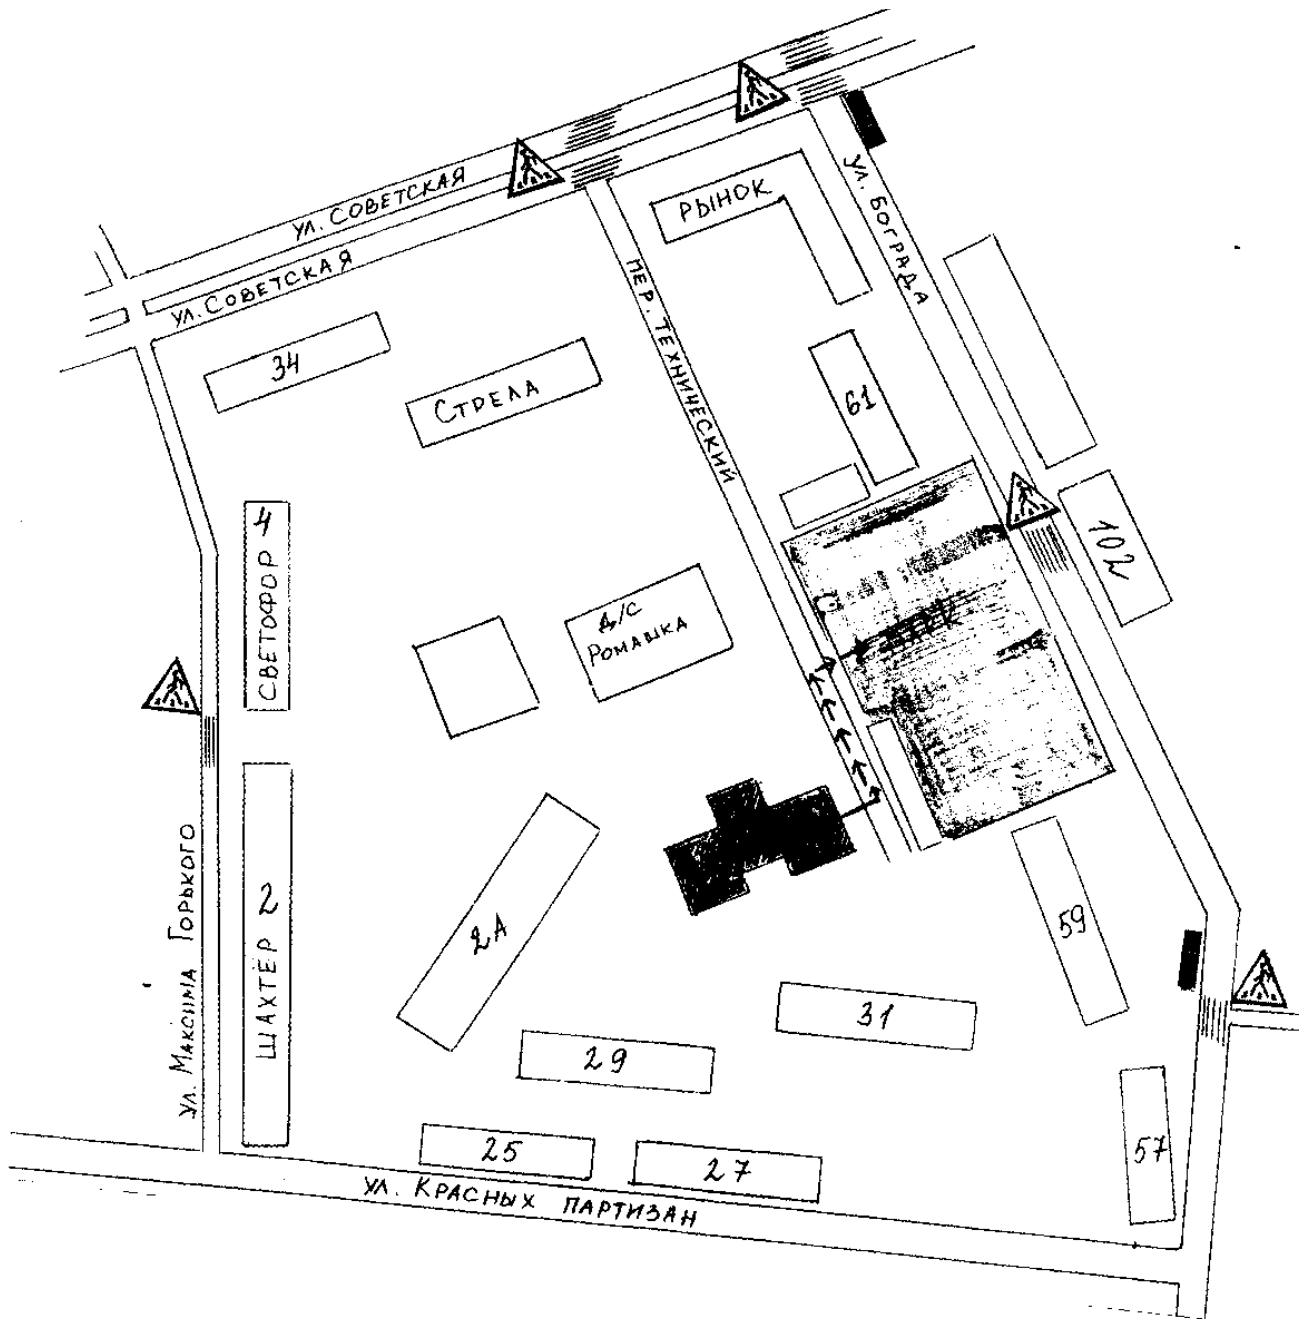 ул. Советская
ул. Советская
РЫНОК
ул. БОГРАДА
ПЕР. ТЕХНИЧЕСКИЙ
34
СТРЕЛА
61
4
СВЕТОФОР
102
Д/С
РОМАШКА
ПАРК
2
ШАХТЁР
ул. МАКСИМА ГОРЬКОГО
2А
59
31
29
25
27
57
ул. КРАСНЫХ ПАРТИЗАН